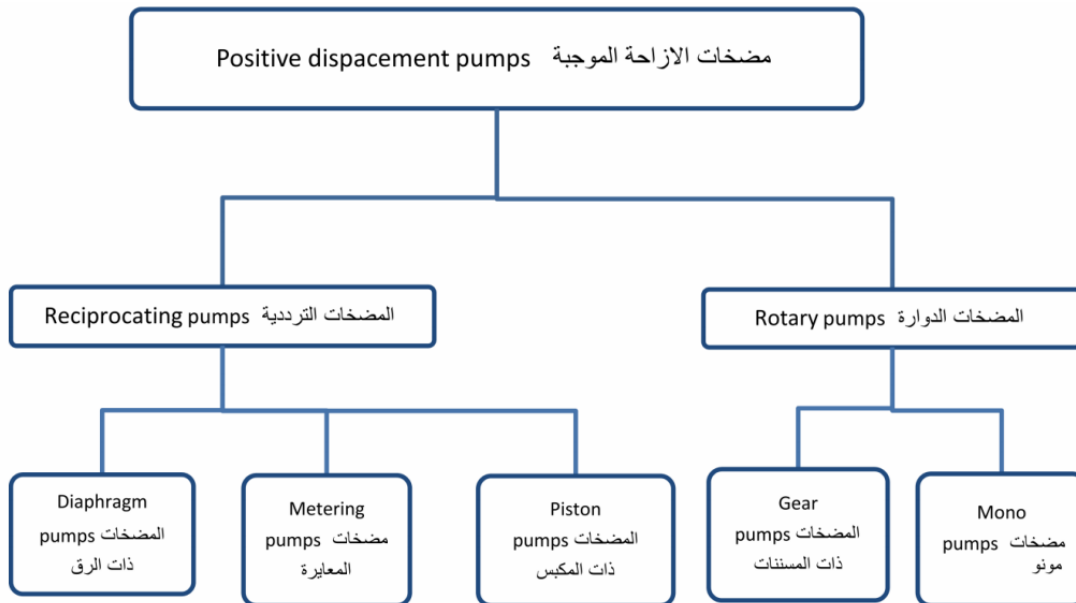 Positive dispacement pumps مضخات الازاحة الموجبة
Reciprocating pumps المضخات الترددية
Rotary pumps المضخات الدوارة
Diaphragm
pumps المضخات
ذات الرق
Metering
pumps مضخات
المعايرة
Piston
pumps المضخات
ذات المكبس
Gear
pumps المضخات
ذات المسننات
Mono
pumps مضخات
مونو